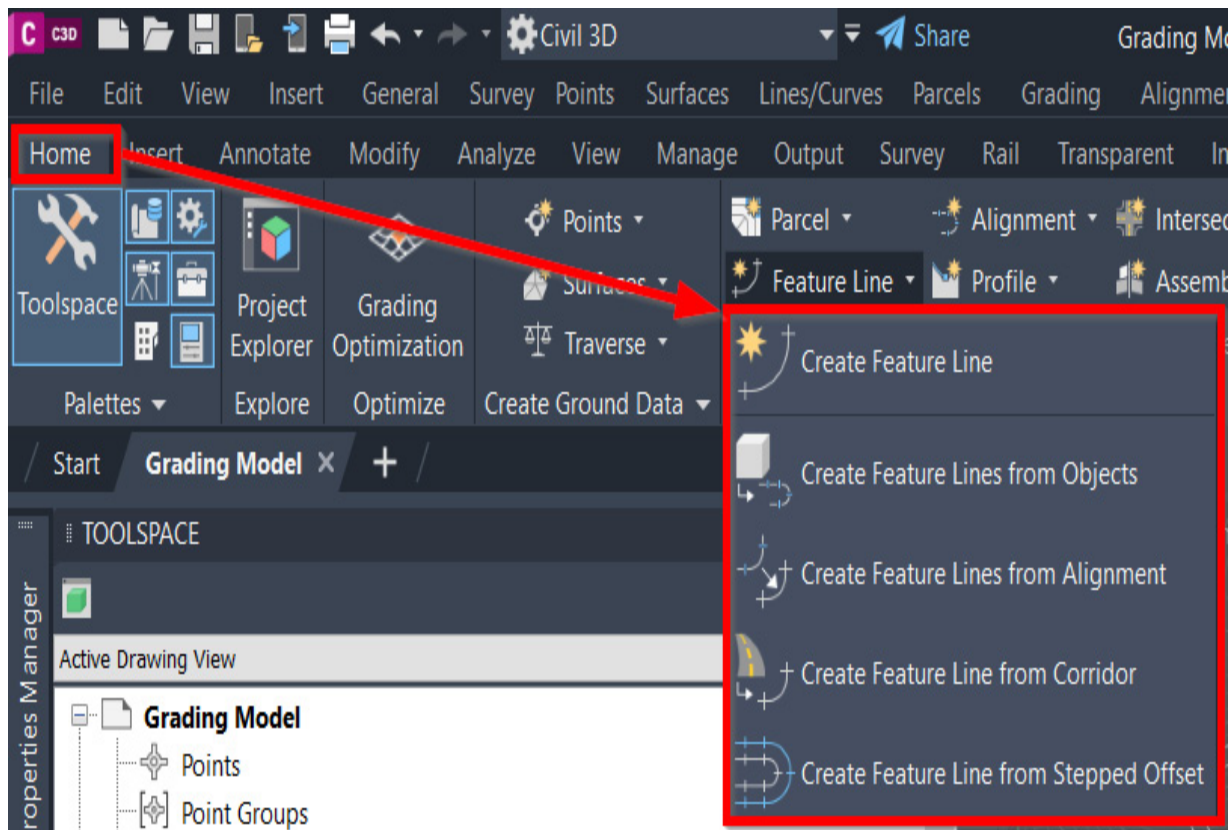 C C3D Civil 3D Share Grading Mo
File Edit View Insert General Survey Points Surfaces Lines/Curves Parcels Grading Alignmen
Home Insert Annotate Modify Analyze View Manage Output Survey Rail Transparent In
Points Parcel Alignment Intersec
Surfaces Feature Line Profile Assemb
Toolspace Project Explorer Grading Optimization Traverse
Palettes Explore Optimize Create Ground Data
Create Feature Line
Create Feature Lines from Objects
Create Feature Lines from Alignment
Create Feature Line from Corridor
Create Feature Line from Stepped Offset
Start Grading Model
TOOLSPACE
Active Drawing View
Grading Model
Points
Point Groups
roperties Manager